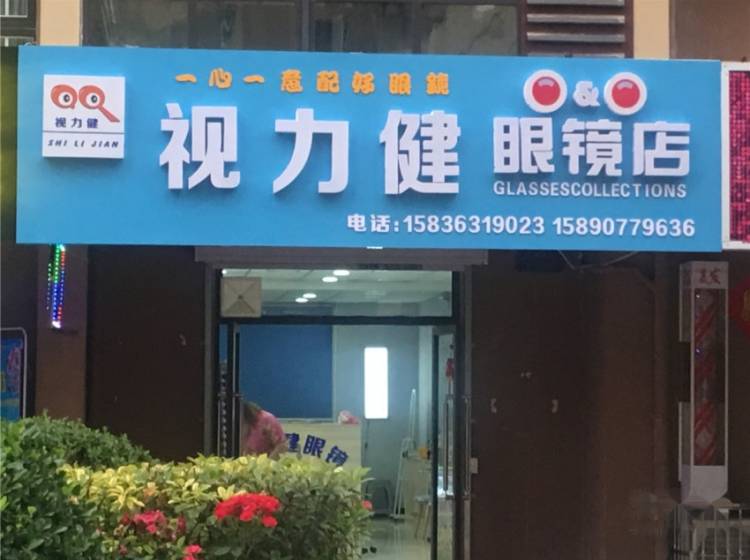 一心一意配好眼镜
视力健
SHI LI JIAN
视力健
&
眼镜店
GLASSESCOLLECTIONS
电话:15836319023 15890779636
健眼镜